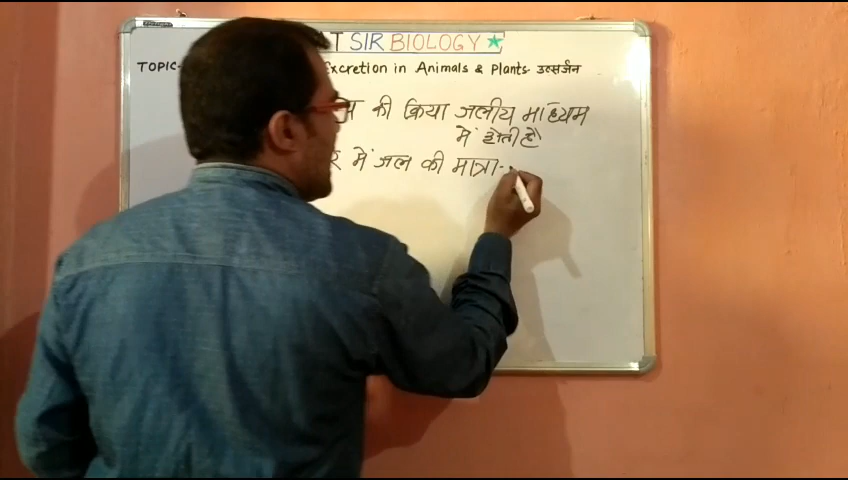 T SIR BIOLOGY
TOPIC- Excretion in Animals & Plants- उत्सर्जन
की क्रिया जलीय माध्यम
में होती है
में जल की मात्रा-